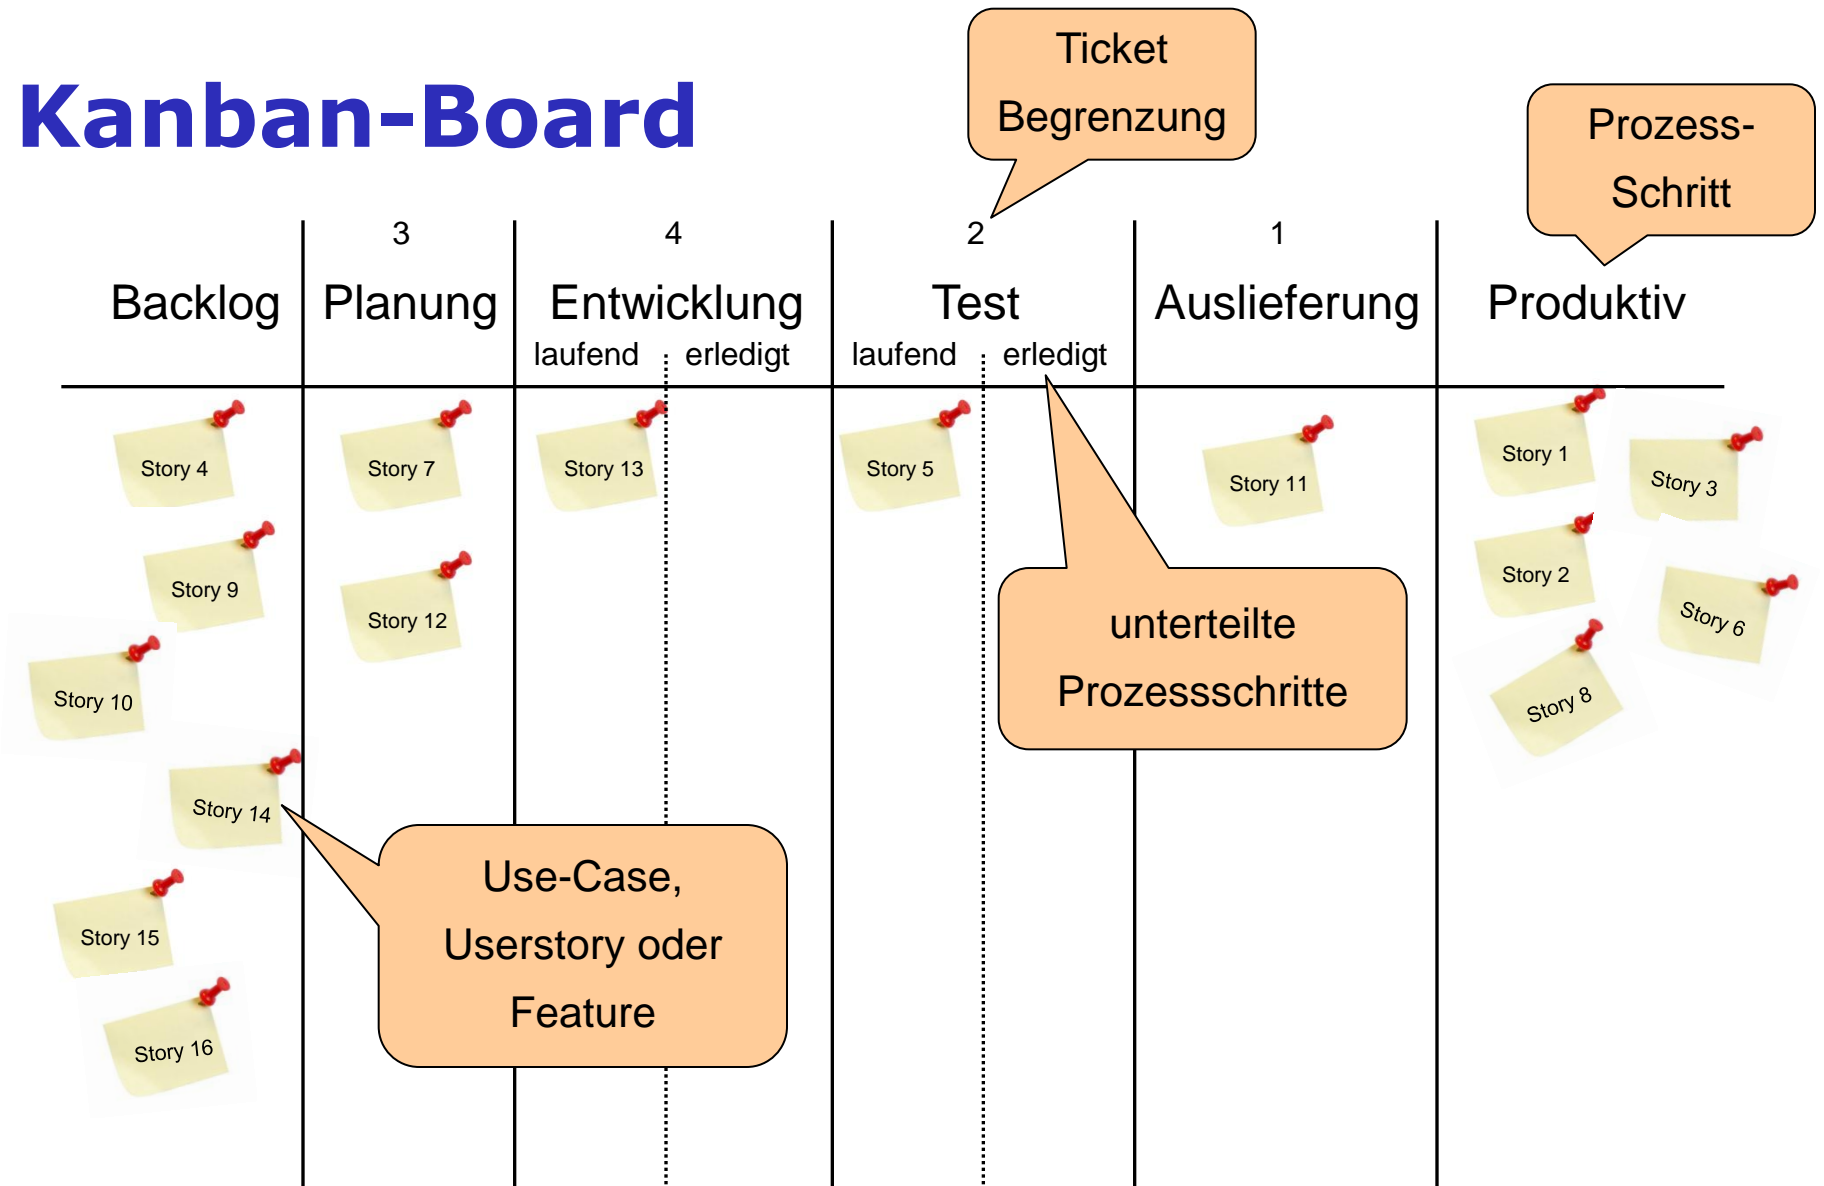 Kanban-Board
Ticket
Begrenzung
Prozess-
Schritt
3
4
2
1
Backlog
Planung
Entwicklung
Test
Auslieferung
Produktiv
laufend
erledigt
laufend
erledigt
Story 4
Story 7
Story 13
Story 5
Story 11
Story 1
Story 3
Story 9
Story 12
Story 2
Story 6
Story 10
Story 8
Story 14
Story 15
Story 16
unterteilte
Prozessschritte
Use-Case,
Userstory oder
Feature